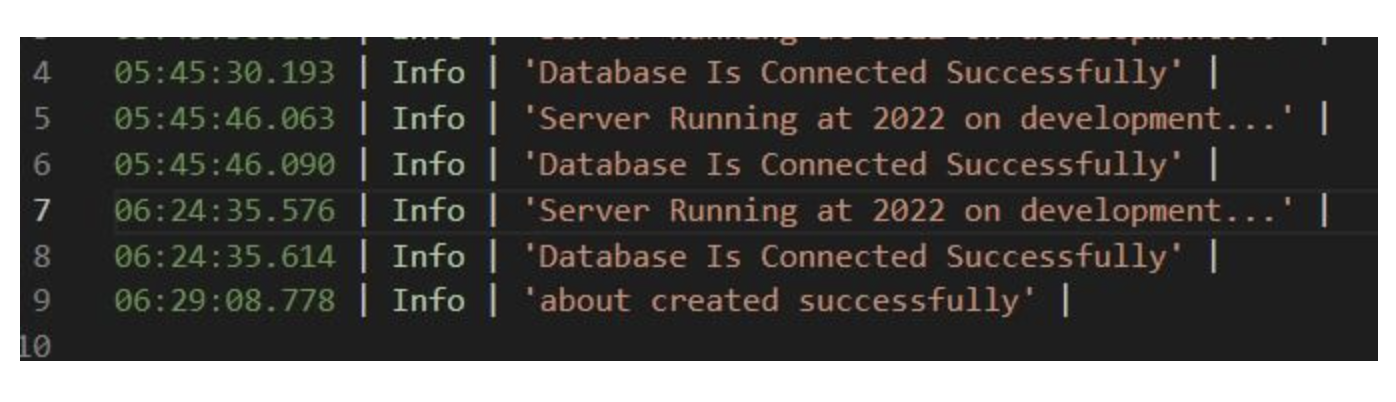 4 05:45:30.193 | Info | 'Database Is Connected Successfully' |
5 05:45:46.063 | Info | 'Server Running at 2022 on development...' |
6 05:45:46.090 | Info | 'Database Is Connected Successfully' |
7 06:24:35.576 | Info | 'Server Running at 2022 on development...' |
8 06:24:35.614 | Info | 'Database Is Connected Successfully' |
9 06:29:08.778 | Info | 'about created successfully' |
10